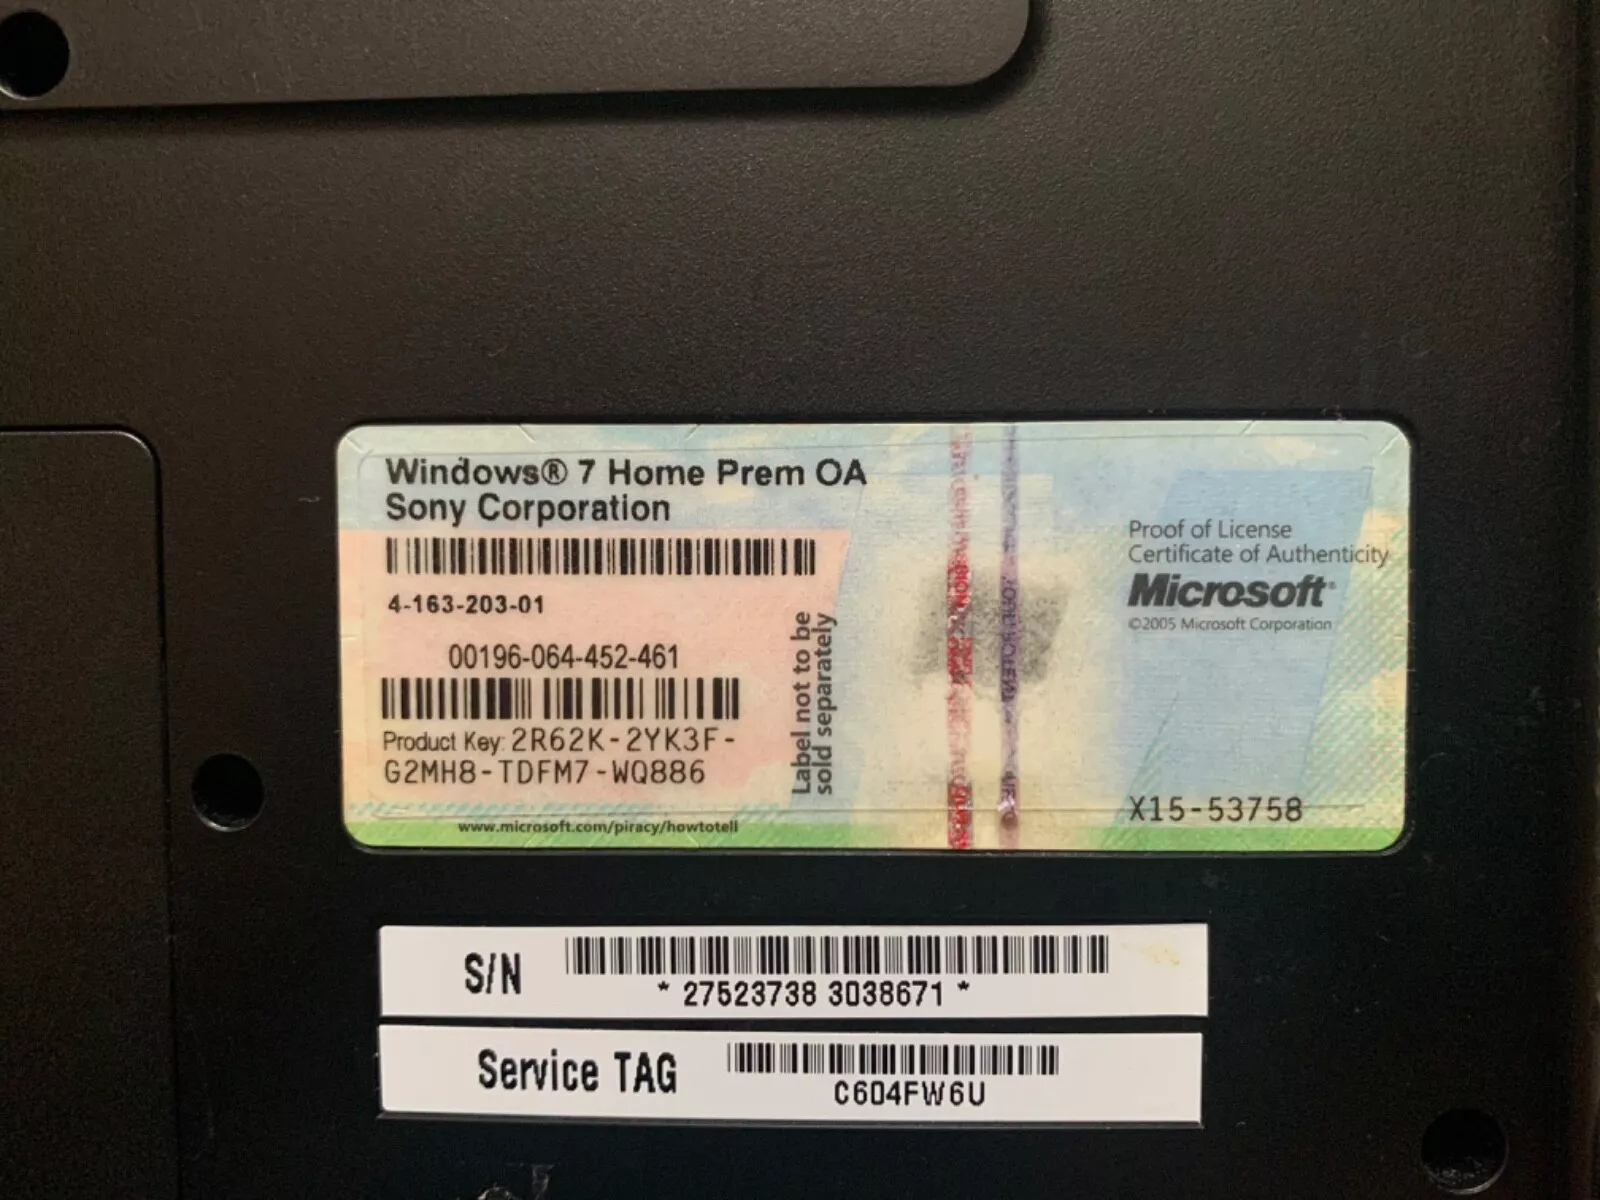 Windows® 7 Home Prem OA
Sony Corporation
4-163-203-01
00196-064-452-461
Product Key: 2R62K-2YK3F-
G2MH8-TDFM7-WQ886
Label not to be
sold separately
www.microsoft.com/piracy/howtotell
Proof of License
Certificate of Authenticity
Microsoft®
©2005 Microsoft Corporation
X15-53758
S/N
* 27523738 3038671 *
Service TAG
C604FW6U